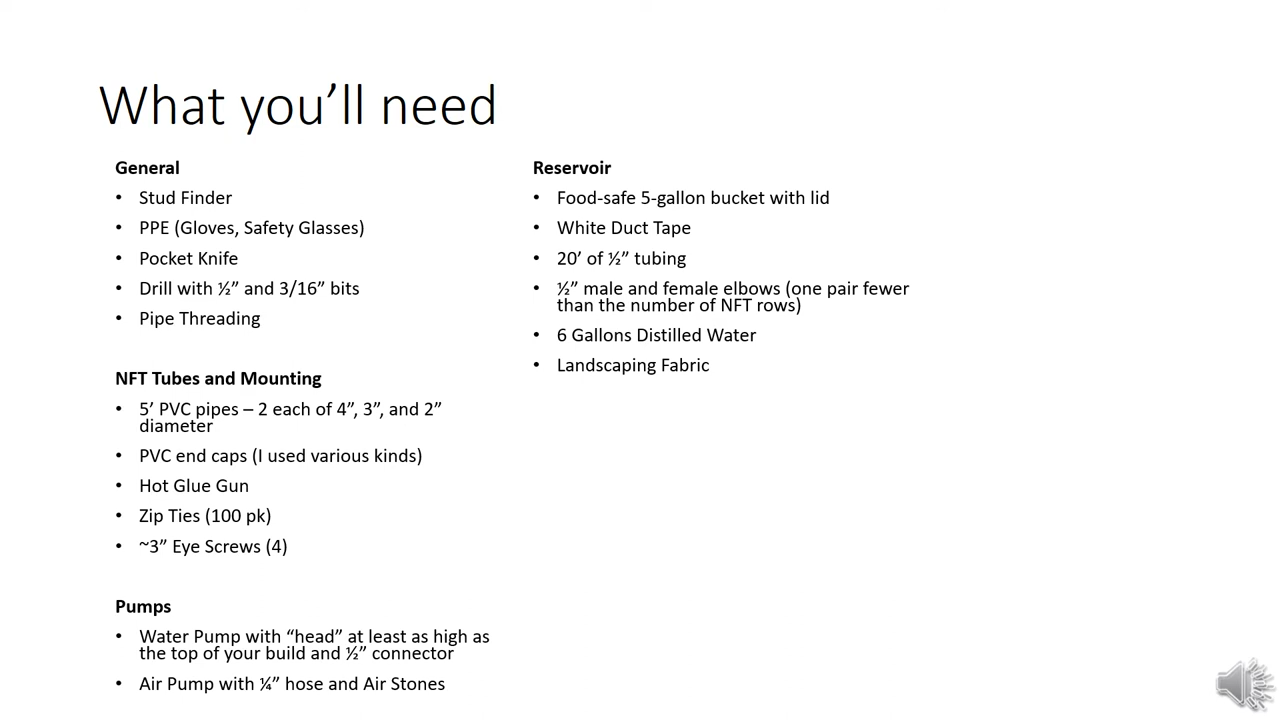 What you’ll need
General
• Stud Finder
• PPE (Gloves, Safety Glasses)
• Pocket Knife
• Drill with ½” and 3/16” bits
• Pipe Threading
NFT Tubes and Mounting
• 5’ PVC pipes – 2 each of 4”, 3”, and 2”
diameter
• PVC end caps (I used various kinds)
• Hot Glue Gun
• Zip Ties (100 pk)
• ~3” Eye Screws (4)
Pumps
• Water Pump with “head” at least as high as
the top of your build and ½” connector
• Air Pump with ¼” hose and Air Stones
Reservoir
• Food-safe 5-gallon bucket with lid
• White Duct Tape
• 20’ of ½” tubing
• ½” male and female elbows (one pair fewer
than the number of NFT rows)
• 6 Gallons Distilled Water
• Landscaping Fabric